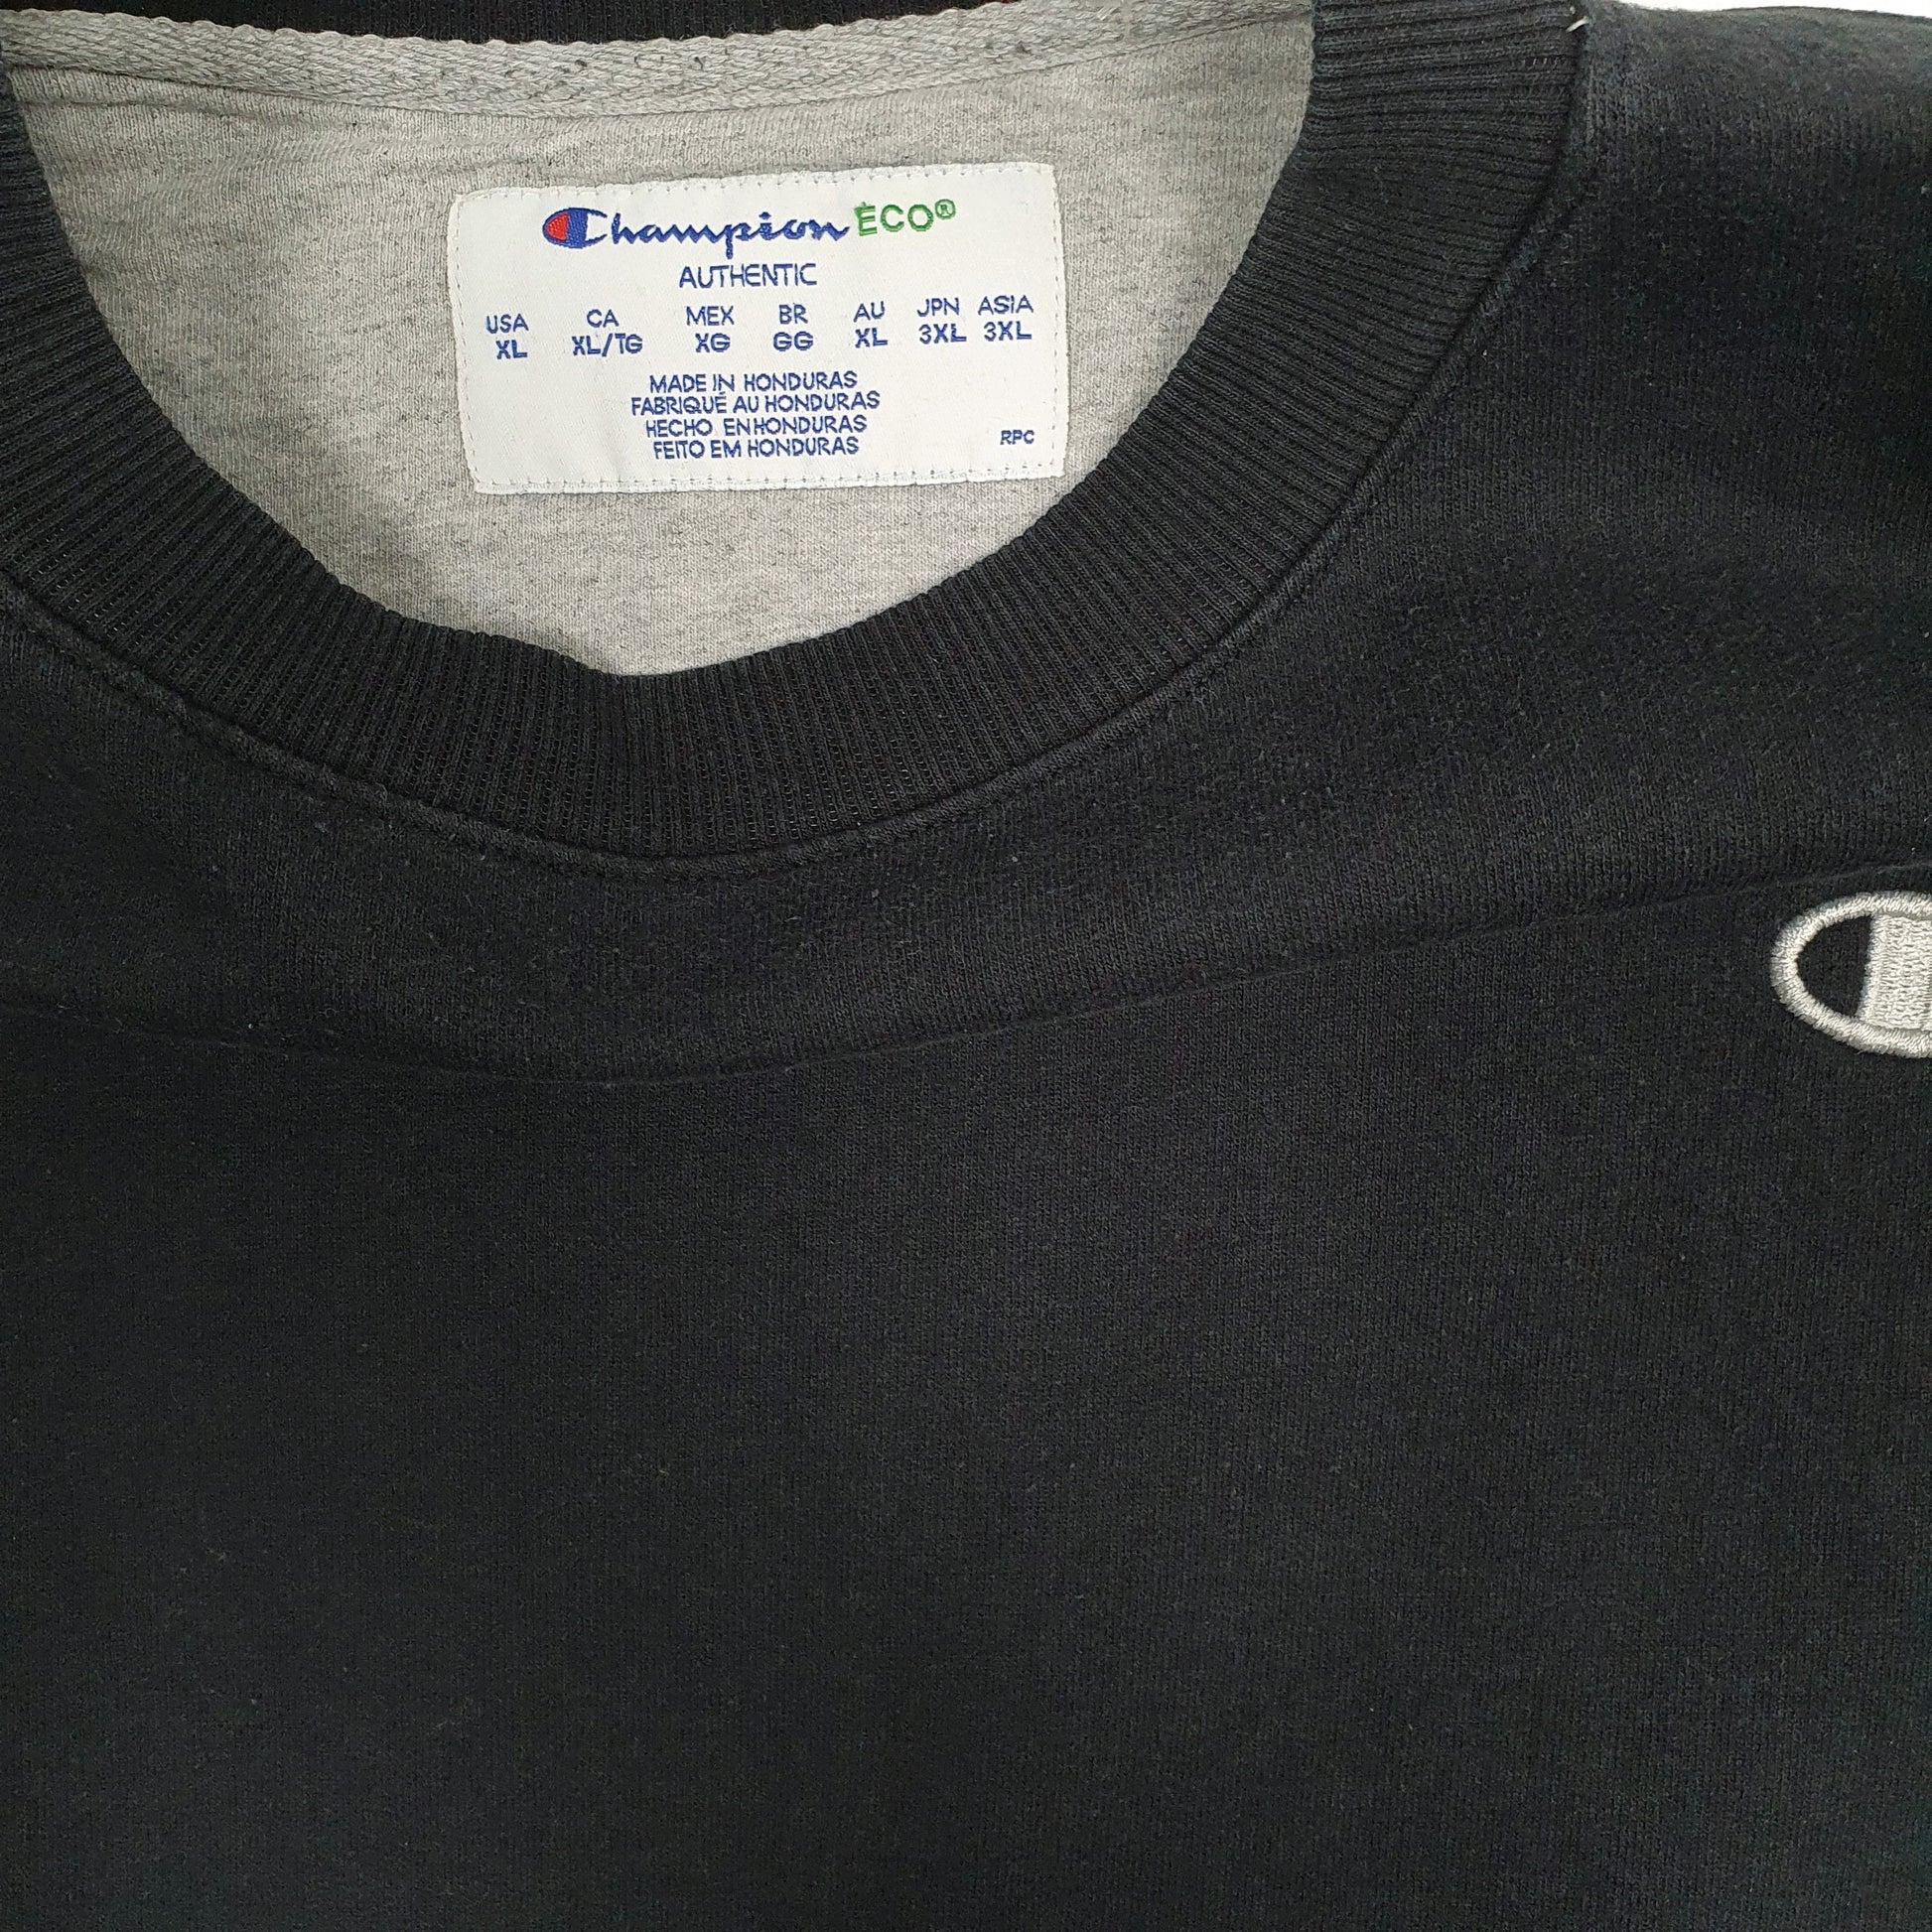 Champion ECO®
AUTHENTIC
USA CA MEX BR AU JPN ASIA
XL XL/TG XG GG XL 3XL 3XL
MADE IN HONDURAS
FABRIQUÉ AU HONDURAS
HECHO EN HONDURAS
FEITO EM HONDURAS
RPC